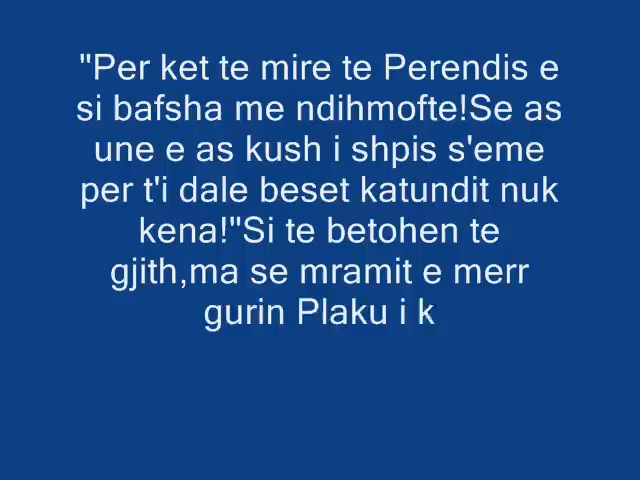 "Per ket te mire te Perendis e
si bafsha me ndihmofte!Se as
une e as kush i shpis s'eme
per t'i dale beset katundit nuk
kena!"Si te betohen te
gjith,ma se mramit e merr
gurin Plaku i k